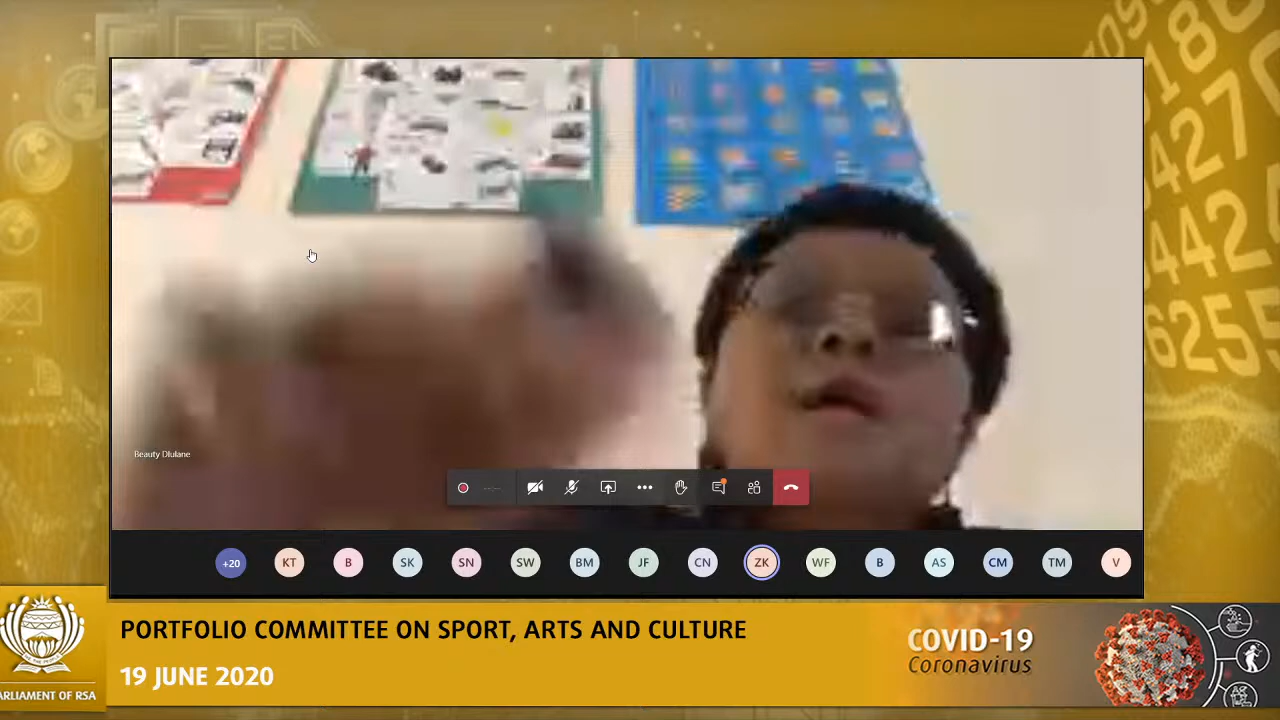 Beauty Dlulane
+20
KT
B
SK
SN
SW
BM
JF
CN
ZK
WF
B
AS
CM
TM
V
PORTFOLIO COMMITTEE ON SPORT, ARTS AND CULTURE
19 JUNE 2020
COVID-19
Coronavirus
ARLIAMENT OF RSA